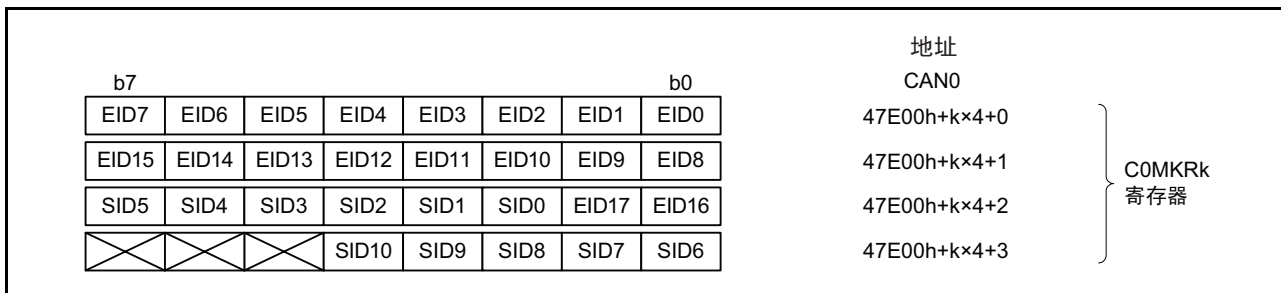 地址
b7 b0 CAN0
EID7 EID6 EID5 EID4 EID3 EID2 EID1 EID0 47E00h+k×4+0
EID15 EID14 EID13 EID12 EID11 EID10 EID9 EID8 47E00h+k×4+1
SID5 SID4 SID3 SID2 SID1 SID0 EID17 EID16 47E00h+k×4+2
SID10 SID9 SID8 SID7 SID6 47E00h+k×4+3
C0MKRk
寄存器